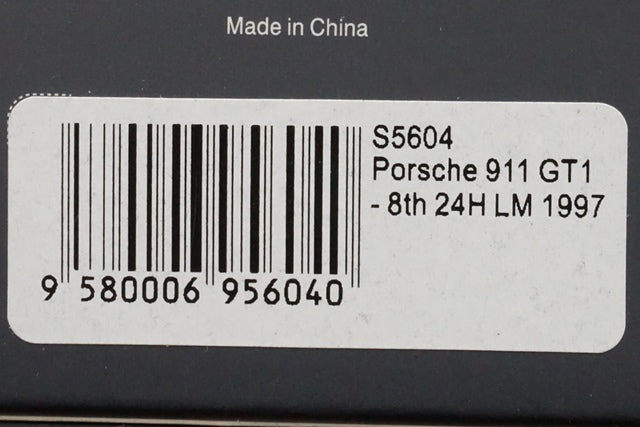 Made in China
S5604
Porsche 911 GT1
- 8th 24H LM 1997
9 580006 956040